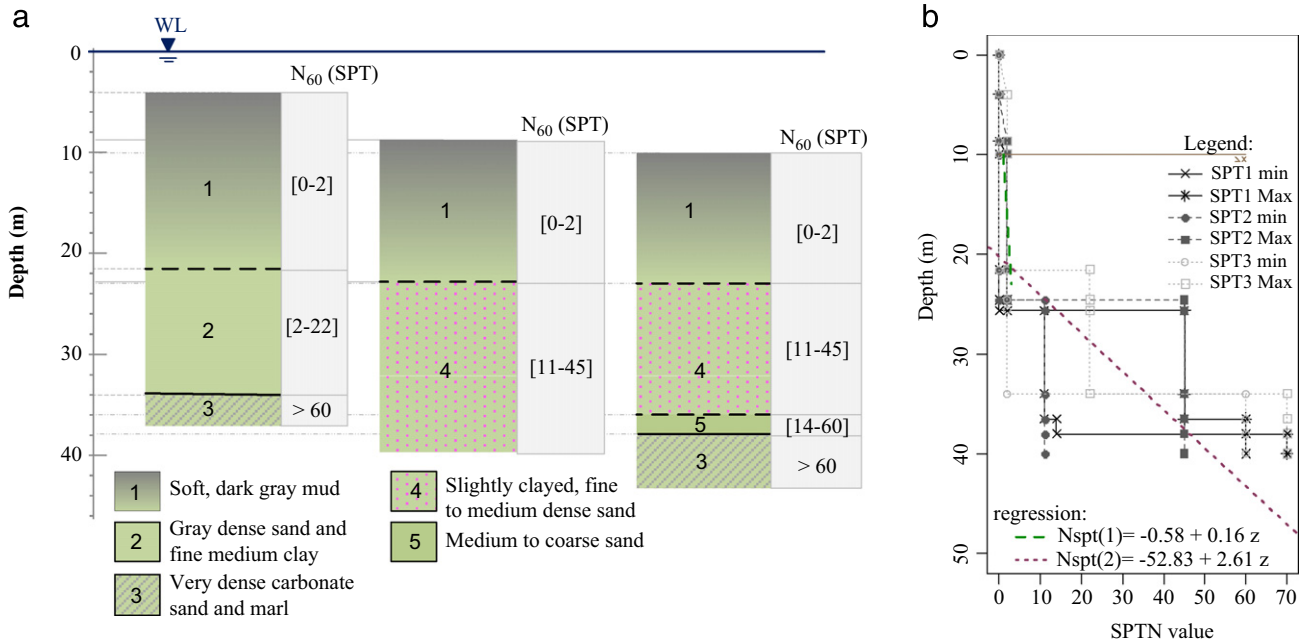 a
WL
Depth (m)
0
10
20
30
40
N60 (SPT)
1
[0-2]
2
[2-22]
3
> 60
N60 (SPT)
1
[0-2]
4
[11-45]
N60 (SPT)
1
[0-2]
4
[11-45]
5
[14-60]
3
> 60
1 Soft, dark gray mud
2 Gray dense sand and
fine medium clay
3 Very dense carbonate
sand and marl
4 Slightly clayed, fine
to medium dense sand
5 Medium to coarse sand
b
Depth (m)
0
10
20
30
40
50
Legend:
SPT1 min
SPT1 Max
SPT2 min
SPT2 Max
SPT3 min
SPT3 Max
regression:
Nspt(1)= -0.58 + 0.16 z
Nspt(2)= -52.83 + 2.61 z
0 10 20 30 40 50 60 70
SPTN value